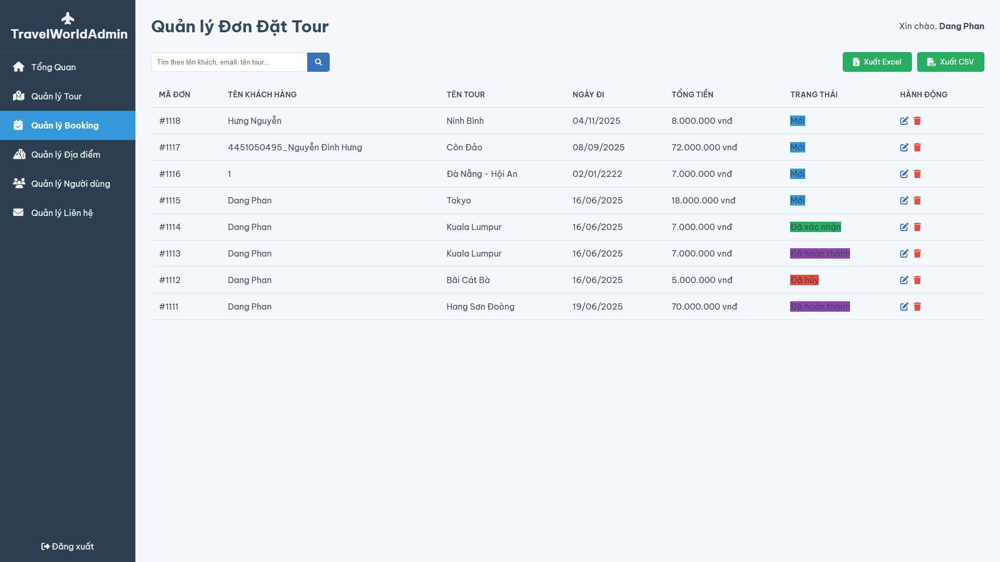 TravelWorldAdmin
Tổng Quan
Quản lý Tour
Quản lý Booking
Quản lý Địa điểm
Quản lý Người dùng
Quản lý Liên hệ
Đăng xuất
Quản lý Đơn Đặt Tour
Xin chào, Dang Phan
Tìm theo tên khách, email, tên tour...
Xuất Excel
Xuất CSV
MÃ ĐƠN TÊN KHÁCH HÀNG TÊN TOUR NGÀY ĐI TỔNG TIỀN TRẠNG THÁI HÀNH ĐỘNG
#1118 Hưng Nguyễn Ninh Bình 04/11/2025 8.000.000 vnđ Mới
#1117 4451050495_Nguyễn Đình Hưng Côn Đảo 08/09/2025 72.000.000 vnđ Mới
#1116 1 Đà Nẵng - Hội An 02/01/2222 7.000.000 vnđ Mới
#1115 Dang Phan Tokyo 16/06/2025 18.000.000 vnđ Mới
#1114 Dang Phan Kuala Lumpur 16/06/2025 7.000.000 vnđ Đã xác nhận
#1113 Dang Phan Kuala Lumpur 16/06/2025 7.000.000 vnđ Đã hoàn thành
#1112 Dang Phan Bãi Cát Bà 16/06/2025 5.000.000 vnđ Đã hủy
#1111 Dang Phan Hang Sơn Đoòng 19/06/2025 70.000.000 vnđ Đã hoàn thành